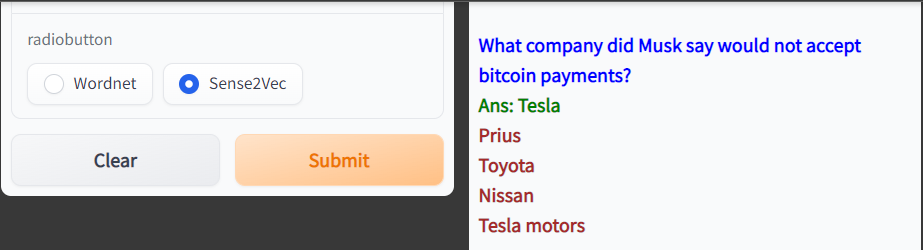 radiobutton
Wordnet
Sense2Vec
Clear
Submit
What company did Musk say would not accept
bitcoin payments?
Ans: Tesla
Prius
Toyota
Nissan
Tesla motors